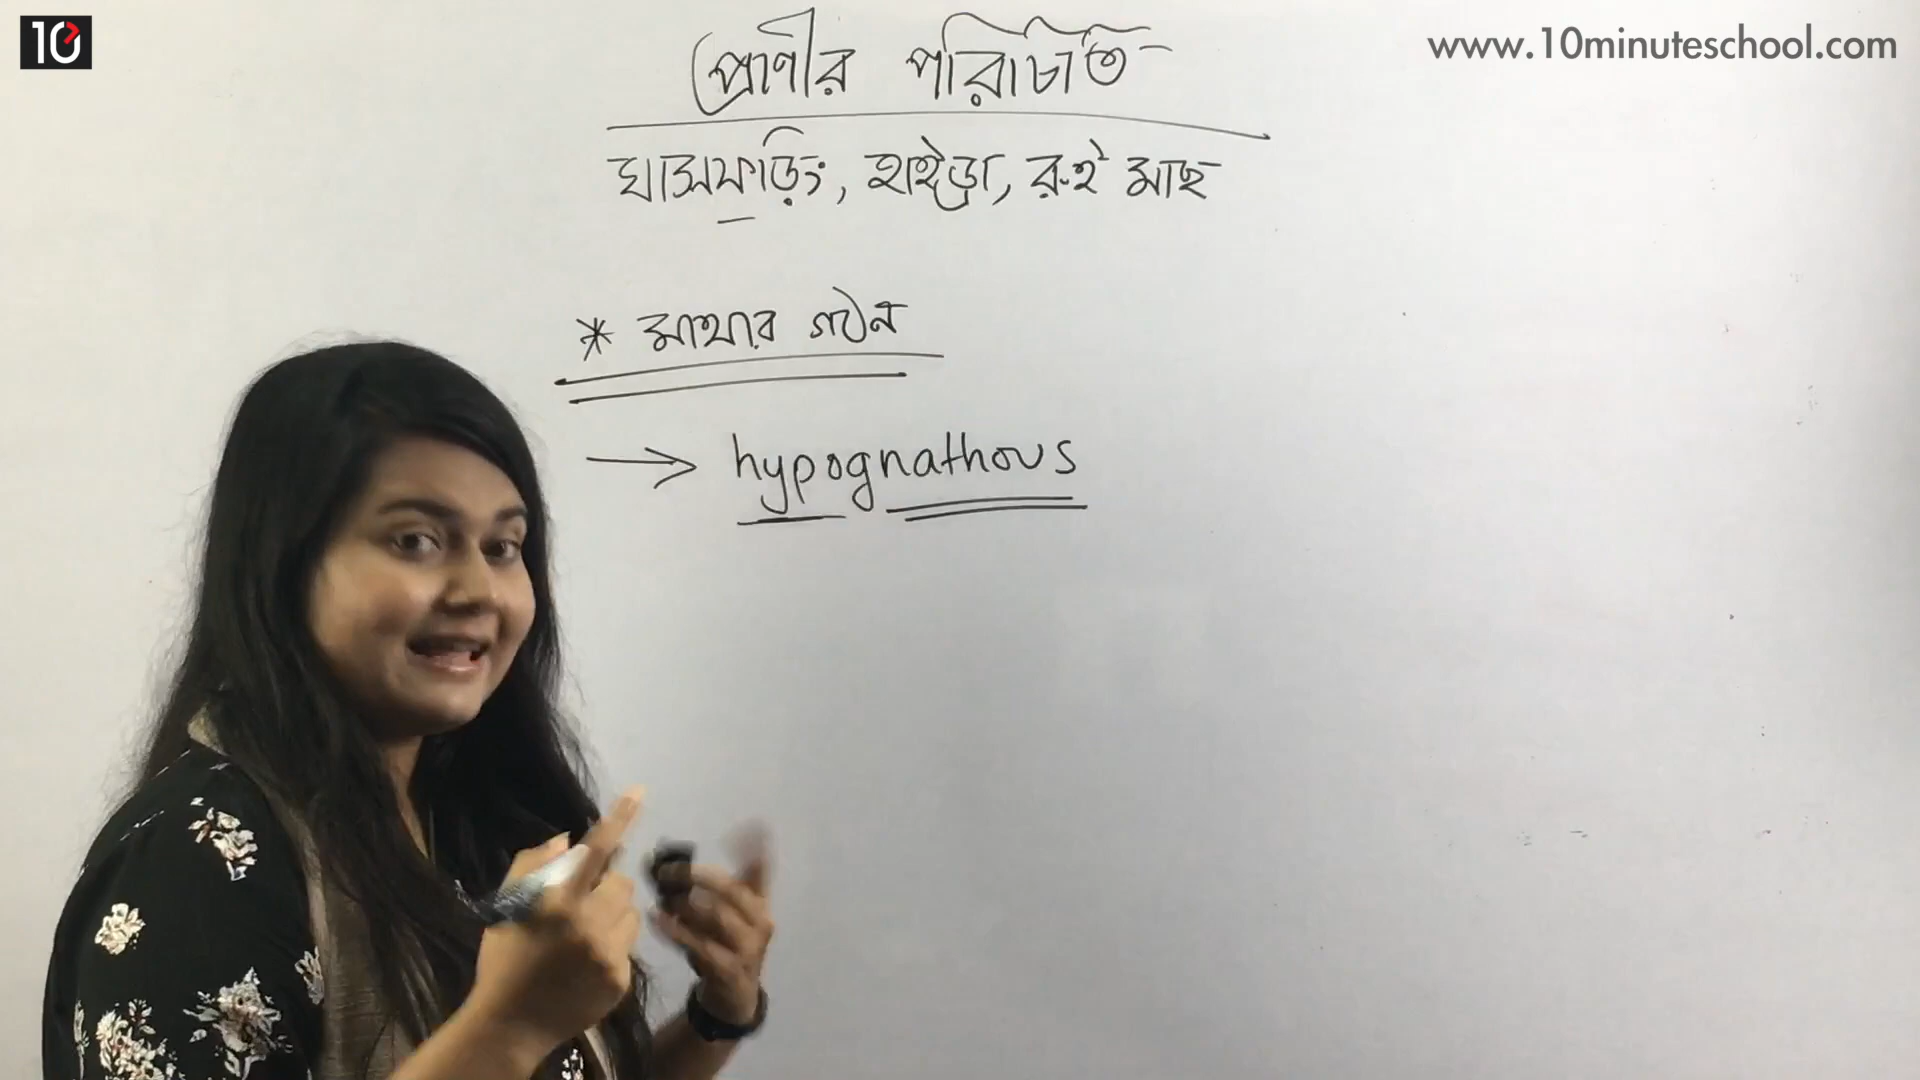 10
www.10minuteschool.com
প্রাণীর পরিচিতি
ঘাসফড়িং, হাইড্রা, রুই মাছ
* মাথার গঠন
→ hypognathous